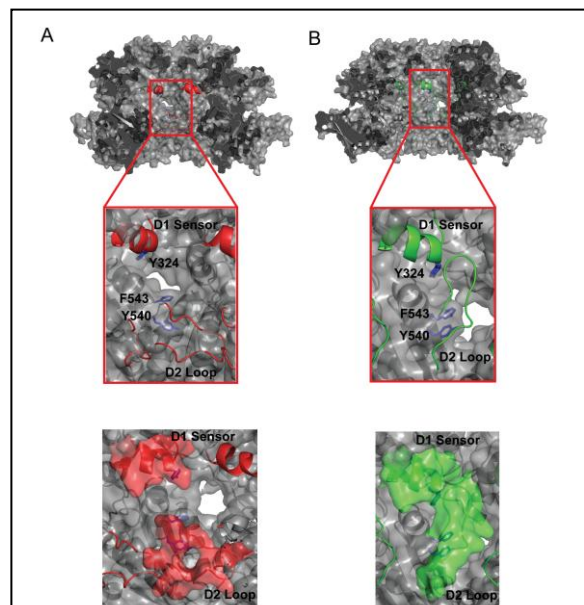 A
B
D1 Sensor
Y324
F543
Y540
D2 Loop
D1 Sensor
Y324
F543
Y540
D2 Loop
D1 Sensor
D2 Loop
D1 Sensor
D2 Loop